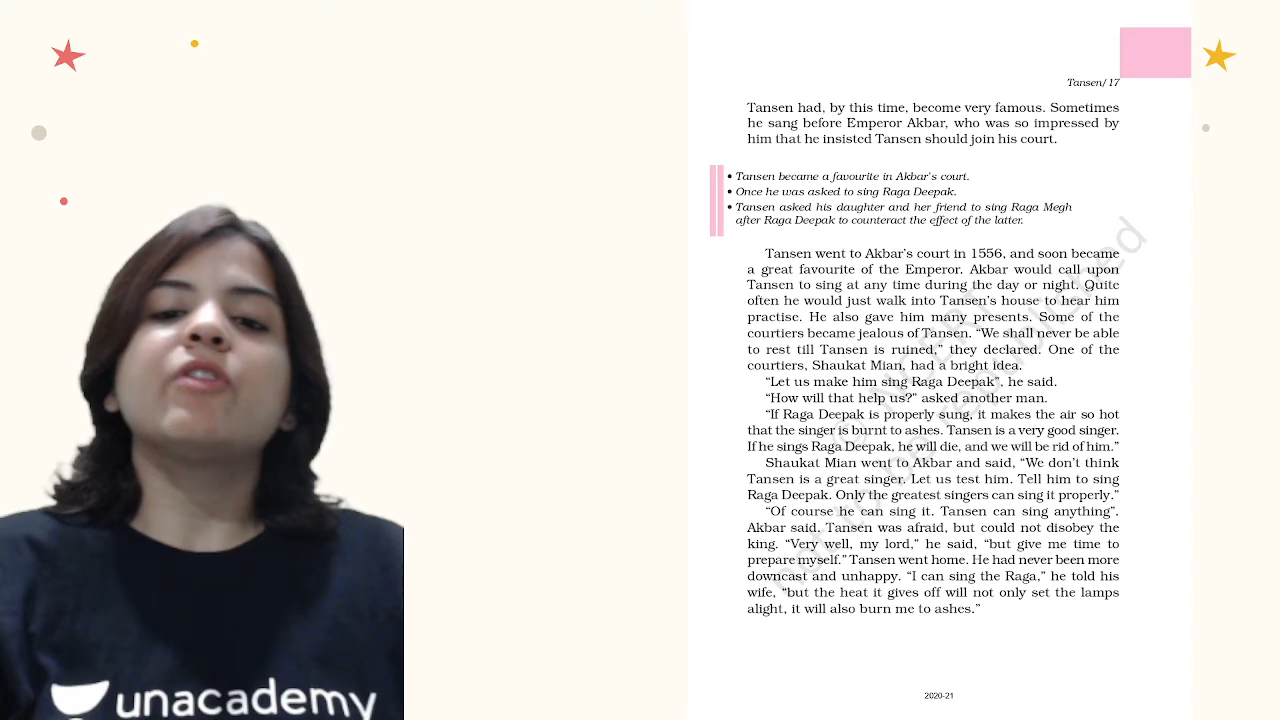 Tansen/17
Tansen had, by this time, become very famous. Sometimes
he sang before Emperor Akbar, who was so impressed by
him that he insisted Tansen should join his court.
• Tansen became a favourite in Akbar's court.
• Once he was asked to sing Raga Deepak.
• Tansen asked his daughter and her friend to sing Raga Megh
after Raga Deepak to counteract the effect of the latter.
Tansen went to Akbar's court in 1556, and soon became
a great favourite of the Emperor. Akbar would call upon
Tansen to sing at any time during the day or night. Quite
often he would just walk into Tansen's house to hear him
practise. He also gave him many presents. Some of the
courtiers became jealous of Tansen. “We shall never be able
to rest till Tansen is ruined,” they declared. One of the
courtiers, Shaukat Mian, had a bright idea.
“Let us make him sing Raga Deepak”, he said.
“How will that help us?” asked another man.
“If Raga Deepak is properly sung, it makes the air so hot
that the singer is burnt to ashes. Tansen is a very good singer.
If he sings Raga Deepak, he will die, and we will be rid of him.”
Shaukat Mian went to Akbar and said, “We don't think
Tansen is a great singer. Let us test him. Tell him to sing
Raga Deepak. Only the greatest singers can sing it properly.”
“Of course he can sing it. Tansen can sing anything”,
Akbar said. Tansen was afraid, but could not disobey the
king. “Very well, my lord,” he said, “but give me time to
prepare myself.” Tansen went home. He had never been more
downcast and unhappy. “I can sing the Raga,” he told his
wife, “but the heat it gives off will not only set the lamps
alight, it will also burn me to ashes.”
2020-21
unacademy